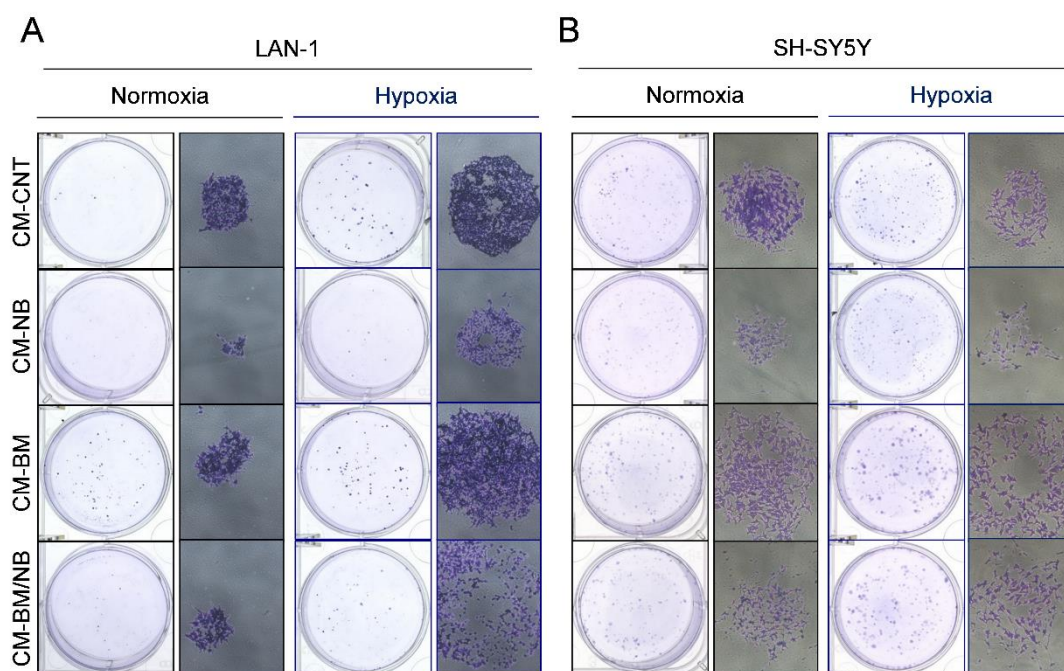 A
LAN-1
Normoxia
Hypoxia
CM-CNT
CM-NB
CM-BM
CM-BM/NB
B
SH-SY5Y
Normoxia
Hypoxia